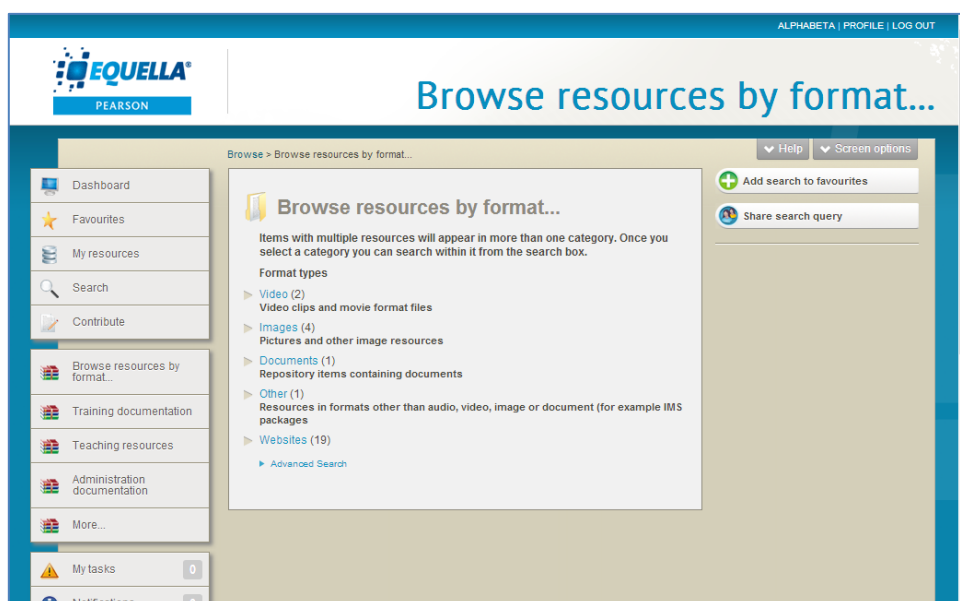 ALPHABETA | PROFILE | LOG OUT
EQUELLA®
PEARSON
Browse resources by format...
Browse > Browse resources by format...
Help
Screen options
Dashboard
Favourites
My resources
Search
Contribute
Browse resources by
format...
Training documentation
Teaching resources
Administration
documentation
More...
My tasks 0
Notifications
Browse resources by format...
Items with multiple resources will appear in more than one category. Once you
select a category you can search within it from the search box.
Format types
Video (2)
Video clips and movie format files
Images (4)
Pictures and other image resources
Documents (1)
Repository items containing documents
Other (1)
Resources in formats other than audio, video, image or document (for example IMS
packages
Websites (19)
Advanced Search
Add search to favourites
Share search query